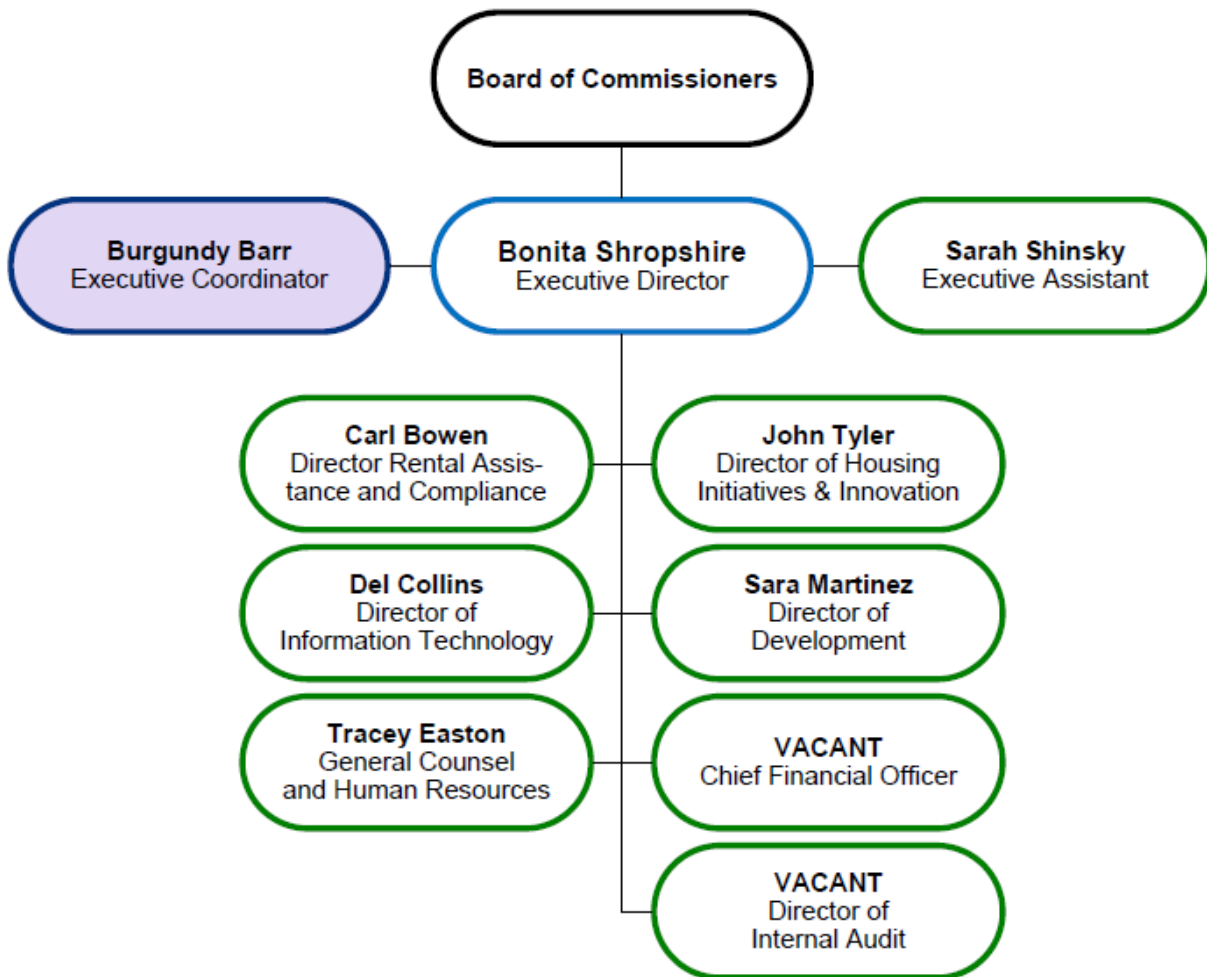 Board of Commissioners
Burgundy Barr
Executive Coordinator
Bonita Shropshire
Executive Director
Sarah Shinsky
Executive Assistant
Carl Bowen
Director Rental Assis-
tance and Compliance
John Tyler
Director of Housing
Initiatives & Innovation
Del Collins
Director of
Information Technology
Sara Martinez
Director of
Development
Tracey Easton
General Counsel
and Human Resources
VACANT
Chief Financial Officer
VACANT
Director of
Internal Audit